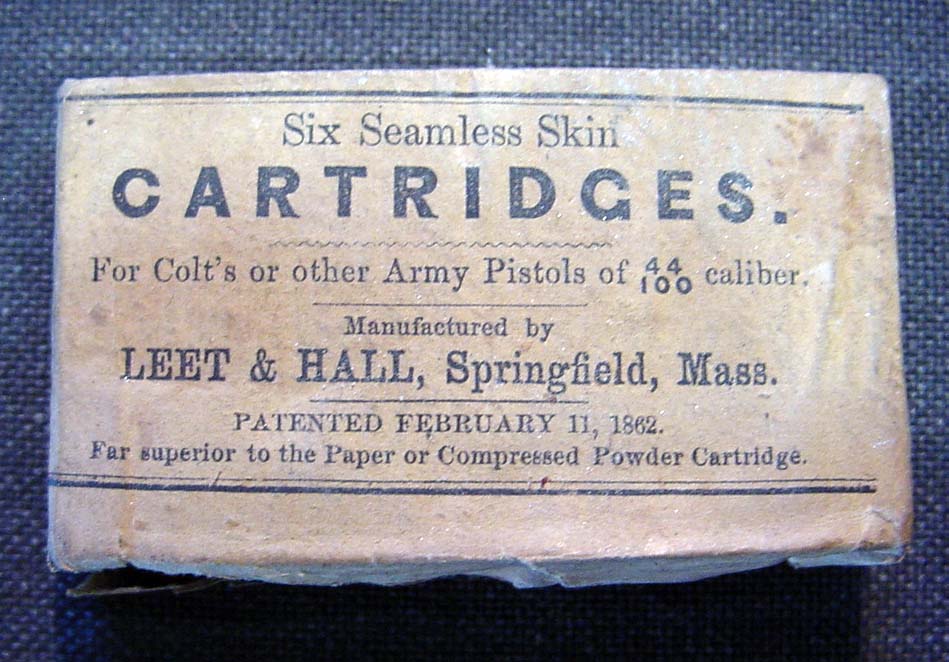 Six Seamless Skin
CARTRIDGES.
For Colt's or other Army Pistols of 44/100 caliber.
Manufactured by
LEET & HALL, Springfield, Mass.
PATENTED FEBRUARY 11, 1862.
Far superior to the Paper or Compressed Powder Cartridge.